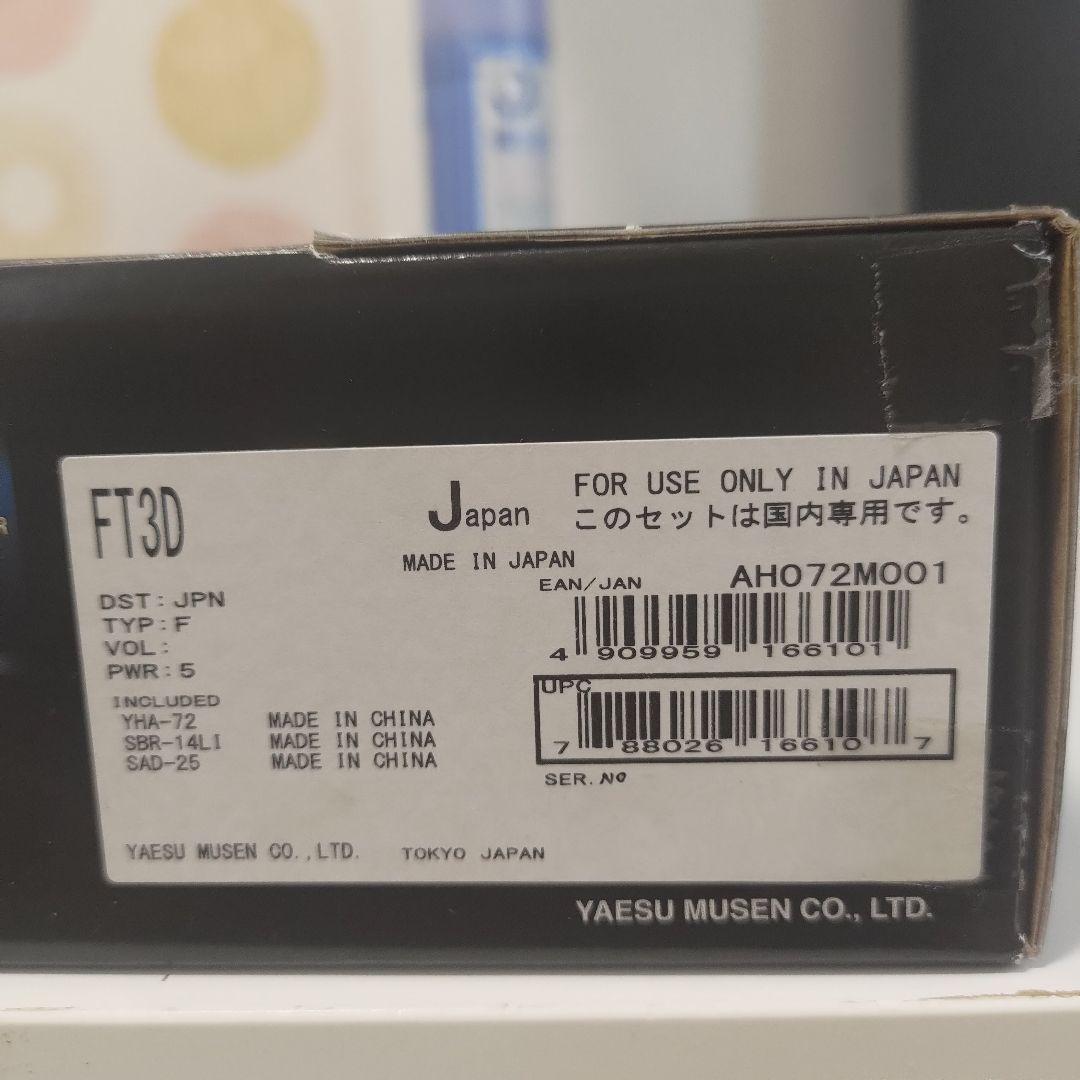 FT3D
Japan
FOR USE ONLY IN JAPAN
このセットは国内専用です。
MADE IN JAPAN
EAN/JAN
AH072M001
DST: JPN
TYP: F
VOL:
PWR: 5
4 909959 166101
UPC
7 88026 16610 7
INCLUDED
YHA-72 MADE IN CHINA
SBR-14LI MADE IN CHINA
SAD-25 MADE IN CHINA
SER. NO
YAESU MUSEN CO.,LTD. TOKYO JAPAN
YAESU MUSEN CO., LTD.